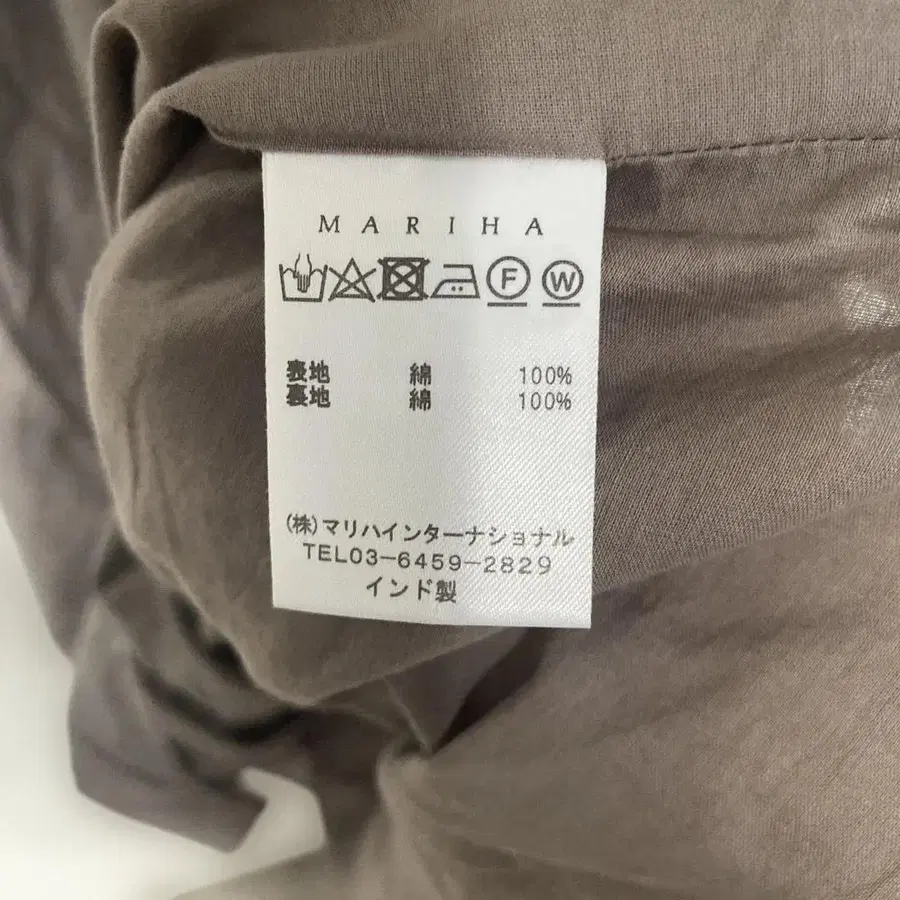 MARIHA
F W
表地 綿 100%
裏地 綿 100%
(株)マリハインターナショナル
TEL03-6459-2829
インド製